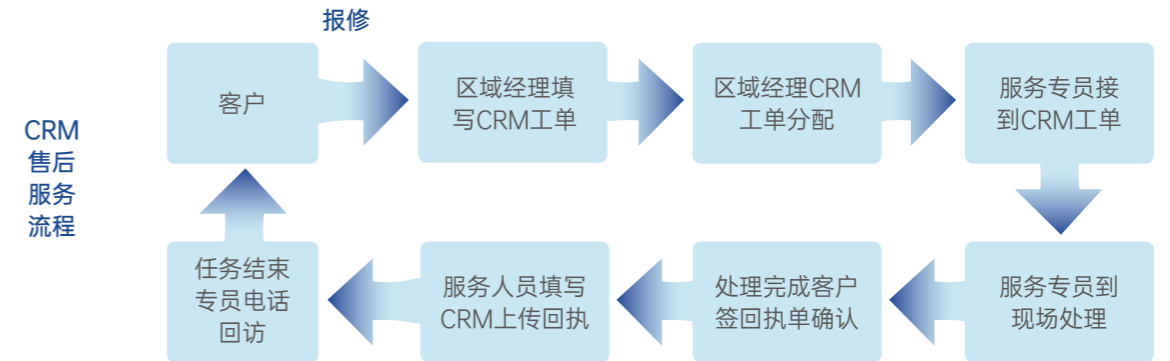 报修
CRM
售后
服务
流程
客户
区域经理填
写CRM工单
区域经理CRM
工单分配
服务专员接
到CRM工单
服务专员到
现场处理
处理完成客户
签回执单确认
服务人员填写
CRM上传回执
任务结束
专员电话
回访